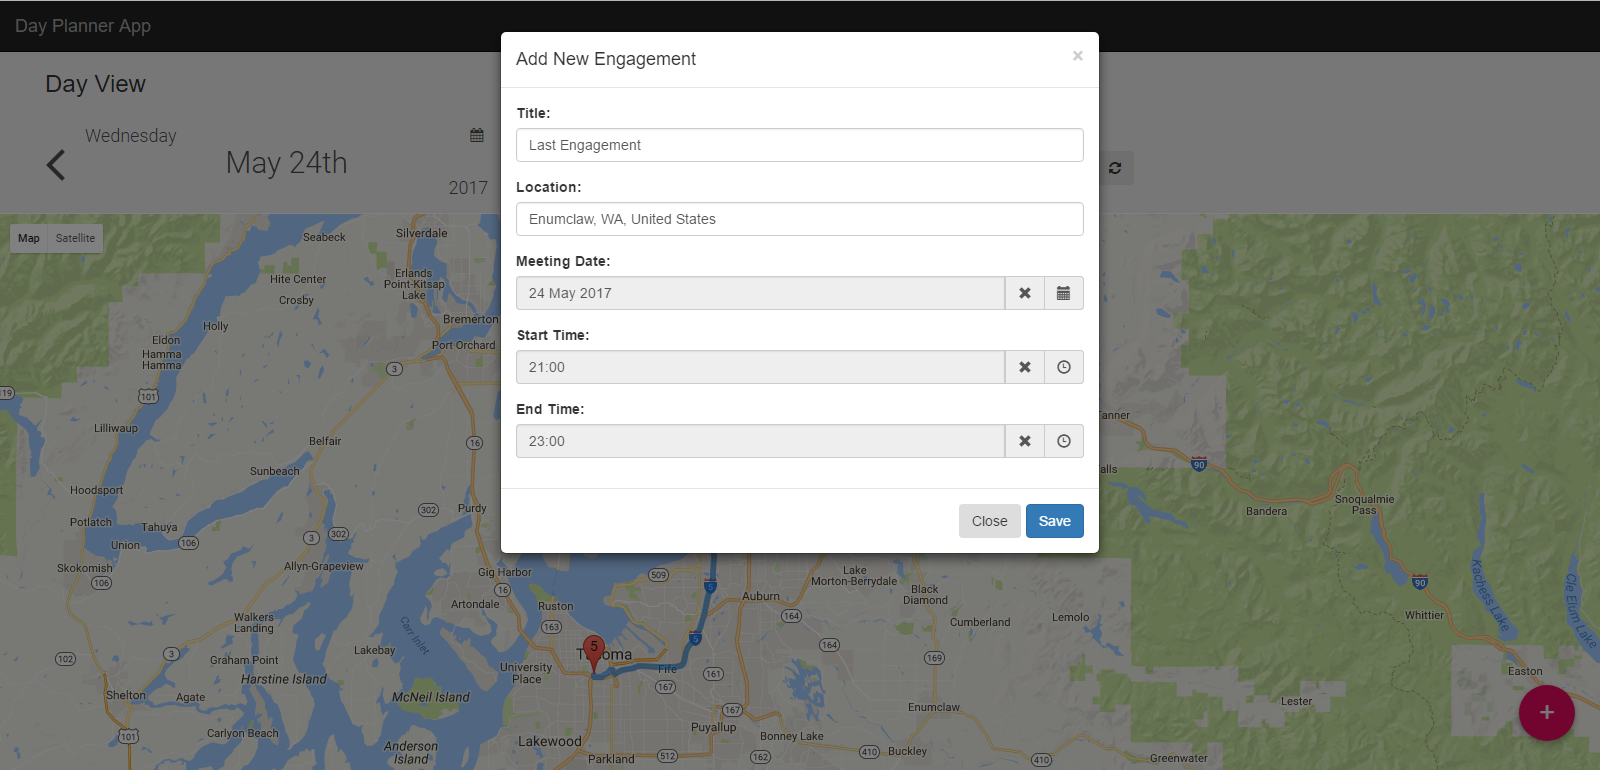 Day Planner App
Day View
Wednesday
May 24th
2017
Add New Engagement
×
Title:
Last Engagement
Location:
Enumclaw, WA, United States
Meeting Date:
24 May 2017
Start Time:
21:00
End Time:
23:00
Close Save
Map Satellite
Seabeck
Silverdale
Hite Center
Erlands
Point-Kitsap
Lake
Crosby
Bremerton
Holly
Eldon
Hamma
Hamma
Port Orchard
3
119
101
Lilliwaup
Belfair
16
Sunbeach
Hoodsport
302
Purdy
Potlatch
Tahuya
Union
106
3
302
Skokomish
106
Allyn-Grapeview
Gig Harbor
16
Artondale
Ruston
163
509
5
Auburn
Lake
Morton-Berrydale
Black
Diamond
164
Cumberland
Lemolo
Walkers
Landing
Carr Inlet
5
5
Tacoma
164
169
102
3
Graham Point
Lakebay
University
Place
Fife
161
167
Harstine Island
Shelton
Agate
McNeil Island
167
Puyallup
Enumclaw
101
Carlyon Beach
Anderson
Island
Lakewood
Parkland
512
162
Bonney Lake
410
Buckley
410
Greenwater
Lester
anner
alls
90
Bandera
Snoqualmie
Pass
90
Whittier
Kachess Lake
Cle Elum Lake
Easton
+